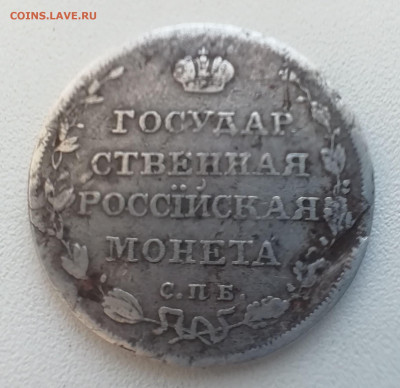 COINS.LAVE.RU
ГОСУДАР
СТВЕННАЯ
РОССІЙСКАЯ
МОНЕТА
С.П.Б.